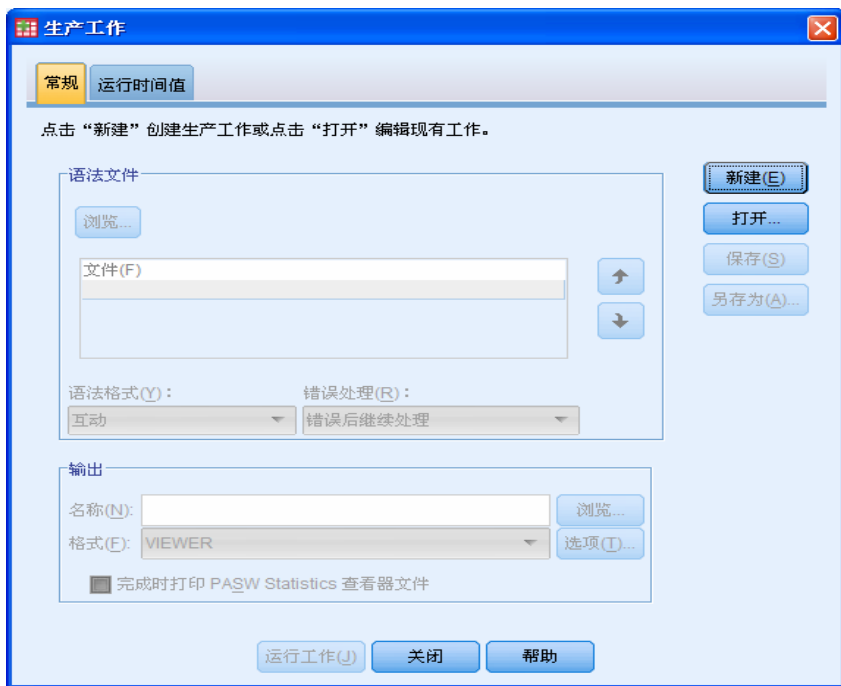 生产工作
常规 运行时间值
点击“新建”创建生产工作或点击“打开”编辑现有工作。
语法文件
浏览...
文件(F)
语法格式(Y)：
错误处理(R)：
互动
错误后继续处理
输出
名称(N):
浏览...
格式(F):
VIEWER
选项(T)...
完成时打印 PASW Statistics 查看器文件
新建(E)
打开...
保存(S)
另存为(A)...
运行工作(J)
关闭
帮助